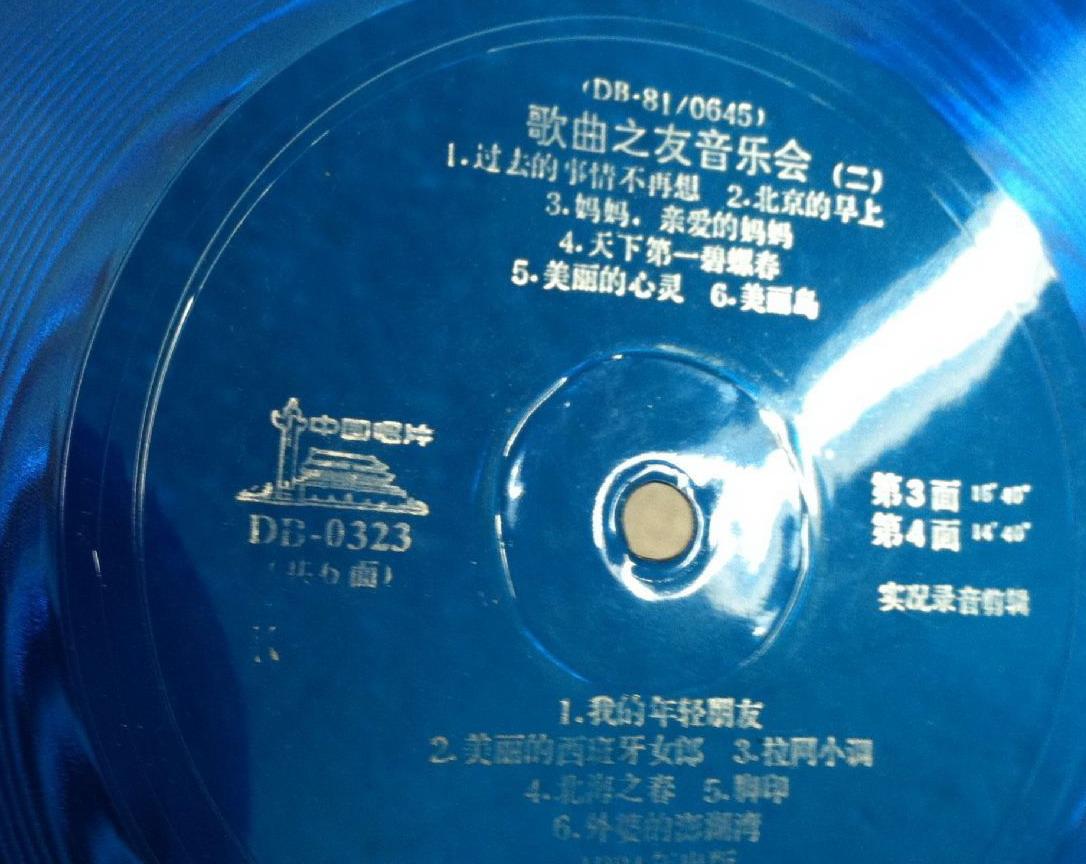 (DB-81/0645)
歌曲之友音乐会 (二)
1.过去的事情不再想 2.北京的早上
3.妈妈，亲爱的妈妈
4.天下第一碧螺春
5.美丽的心灵 6.美丽岛
中国唱片
DB-0323
(共6面)
第3面 15′40″
第4面 14′40″
实况录音剪辑
1.我的年轻朋友
2.美丽的西班牙女郎 3.拉网小调
4.北海之春 5.脚印
6.外婆的澎湖湾